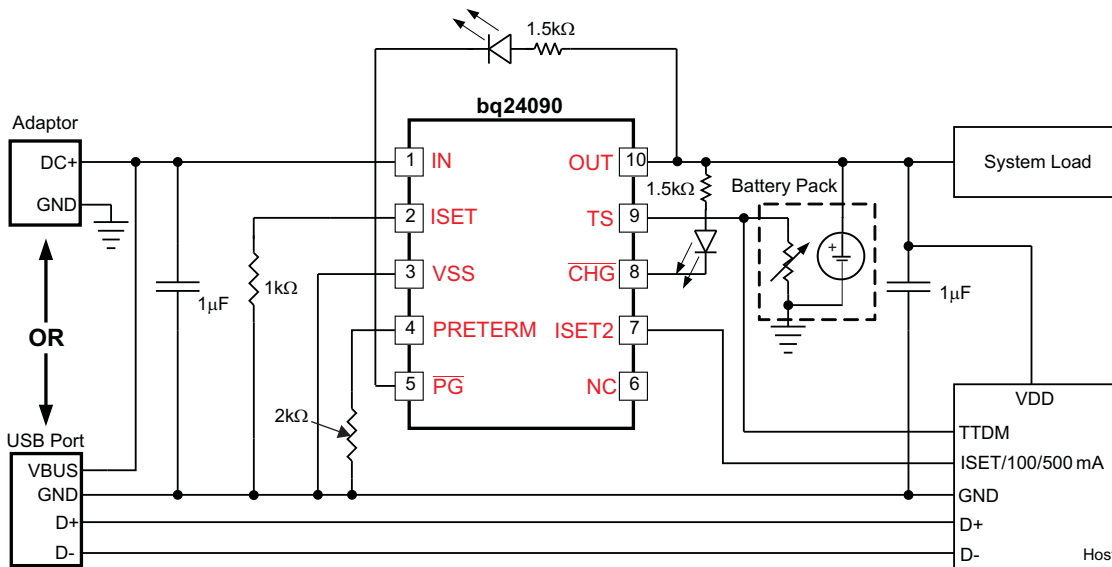 1.5kΩ
bq24090
Adaptor
DC+
GND
1 IN
OUT 10
System Load
1.5kΩ
Battery Pack
2 ISET
TS 9
+
OR
1μF
1kΩ
3 VSS
CHG 8
1μF
4 PRETERM
ISET2 7
5 PG
NC 6
2kΩ
VDD
USB Port
TTDM
VBUS
ISET/100/500 mA
GND
GND
D+
D+
D-
D-
Host